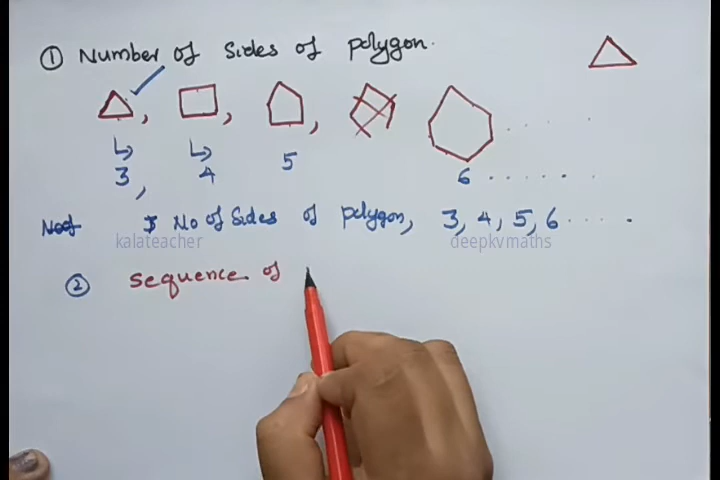 ① Number of sides of polygon.
3, 4 5 6 ......
No of sides of polygon, 3, 4, 5, 6 .....
kalateacher deepkvmaths
② sequence of